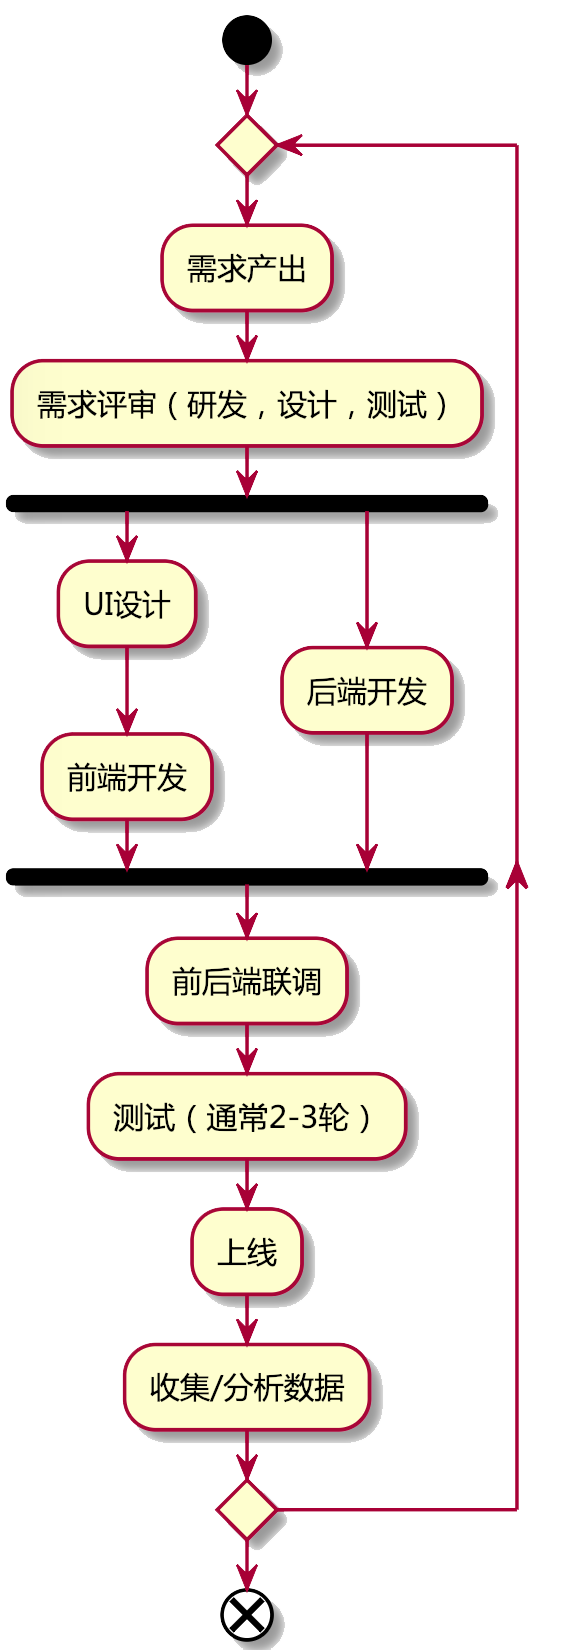 需求产出
需求评审（研发，设计，测试）
UI设计
后端开发
前端开发
前后端联调
测试（通常2-3轮）
上线
收集/分析数据